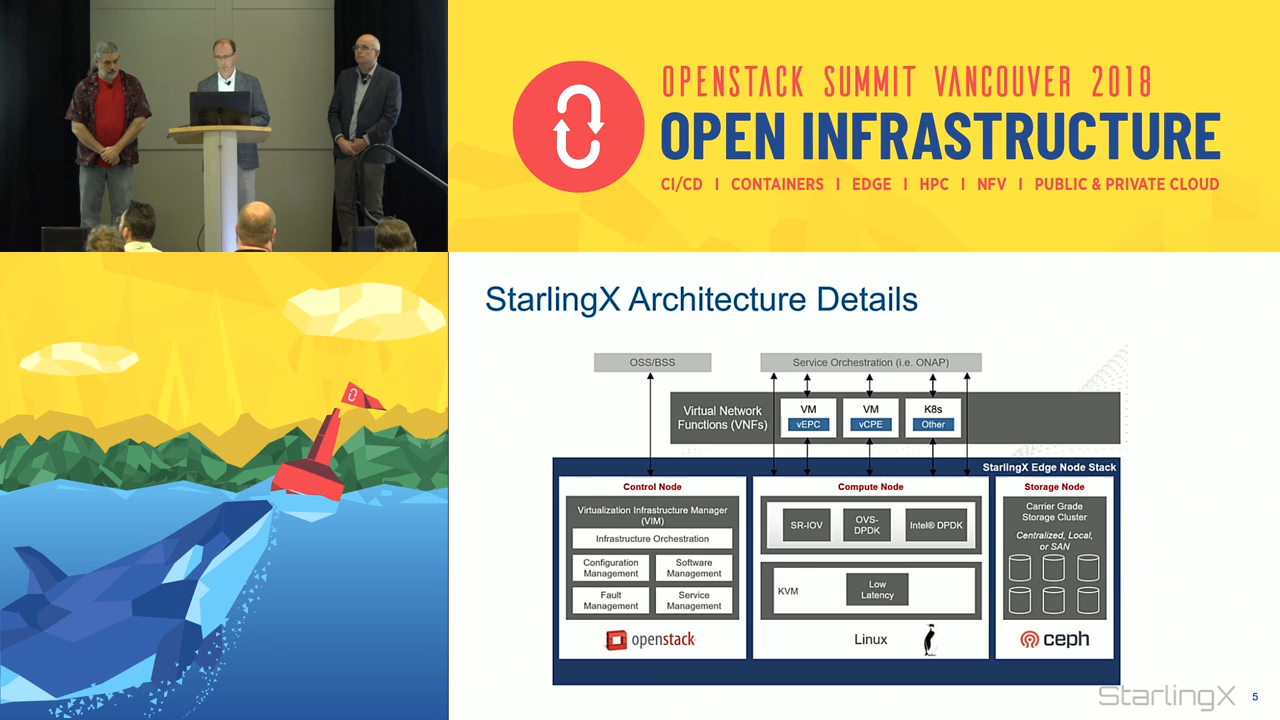 OPENSTACK SUMMIT VANCOUVER 2018
OPEN INFRASTRUCTURE
CI/CD | CONTAINERS | EDGE | HPC | NFV | PUBLIC & PRIVATE CLOUD
StarlingX Architecture Details
OSS/BSS
Service Orchestration (i.e. ONAP)
Virtual Network
Functions (VNFs)
VM
vEPC
VM
vCPE
K8s
Other
StarlingX Edge Node Stack
Control Node
Virtualization Infrastructure Manager
(VIM)
Infrastructure Orchestration
Configuration
Management
Software
Management
Fault
Management
Service
Management
openstack
Compute Node
SR-IOV
OVS-
DPDK
Intel® DPDK
KVM
Low
Latency
Linux
Storage Node
Carrier Grade
Storage Cluster
Centralized, Local,
or SAN
ceph
StarlingX
5